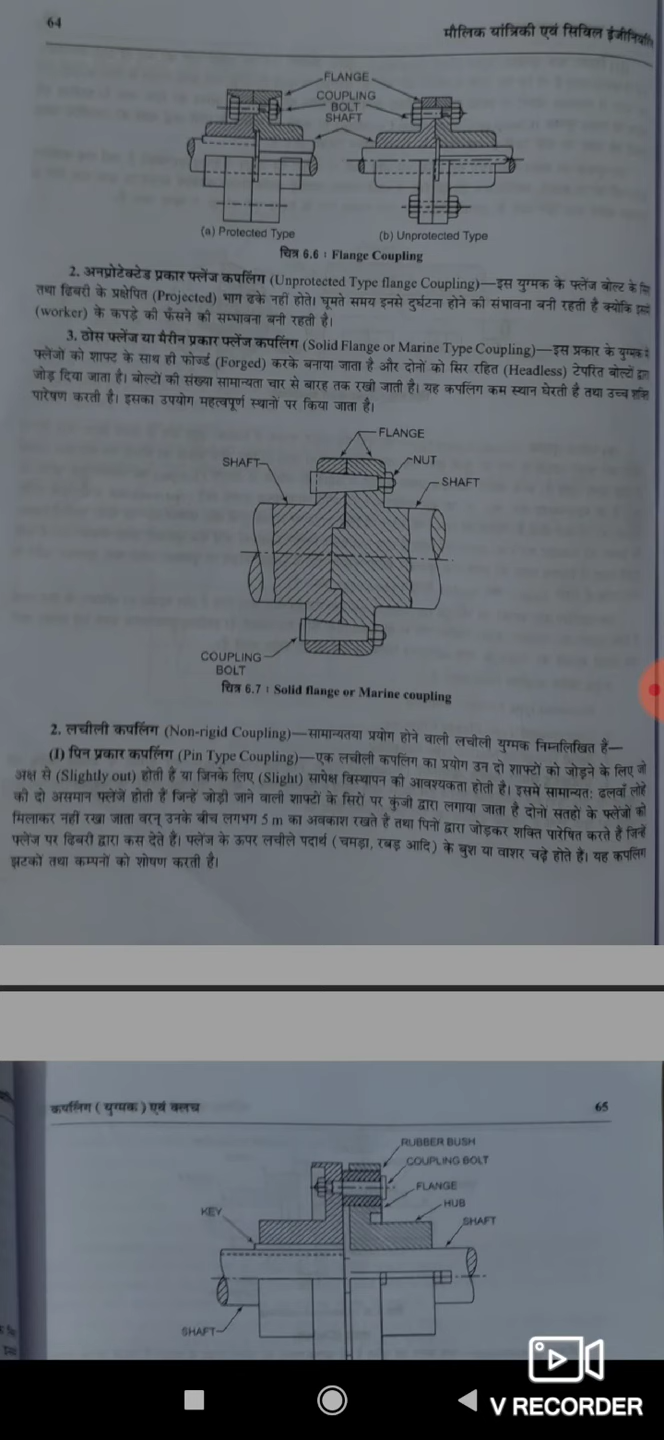 64
मौलिक यांत्रिकी एवं सिविल ईंजीनियरिंग
FLANGE
COUPLING
BOLT
SHAFT
(a) Protected Type
(b) Unprotected Type
चित्र 6.6 : Flange Coupling
2. अनप्रोटेक्टेड प्रकार फ्लेंज कपलिंग (Unprotected Type flange Coupling)—इस युग्मक के फ्लेंज बोल्ट के
तथा ढिबरी के प्रक्षेपित (Projected) भाग ढके नहीं होते। घूमते समय इनसे दुर्घटना होने की संभावना बनी रहती है क्योंकि इसमें
(worker) के कपड़े की फँसने की सम्भावना बनी रहती है।
3. ठोस फ्लेंज या मैरीन प्रकार फ्लेंज कपलिंग (Solid Flange or Marine Type Coupling)—इस प्रकार के युग्मक में
फ्लेंजों को शाफ्ट के साथ ही फोर्ज्ड (Forged) करके बनाया जाता है और दोनों को सिर रहित (Headless) टेपरित बोल्टों द्वारा
जोड़ दिया जाता है। बोल्टों की संख्या सामान्यता चार से बारह तक रखी जाती है। यह कपलिंग कम स्थान घेरती है तथा उच्च शक्ति
पारेषण करती है। इसका उपयोग महत्वपूर्ण स्थानों पर किया जाता है।
FLANGE
SHAFT
NUT
SHAFT
COUPLING
BOLT
चित्र 6.7 : Solid flange or Marine coupling
2. लचीली कपलिंग (Non-rigid Coupling)—सामान्यतया प्रयोग होने वाली लचीली युग्मक निम्नलिखित है—
(I) पिन प्रकार कपलिंग (Pin Type Coupling)—एक लचीली कपलिंग का प्रयोग उन दो शाफ्टों को जोड़ने के लिए जो
अक्ष से (Slightly out) होती हैं या जिनके लिए (Slight) सापेक्ष विस्थापन की आवश्यकता होती है। इसमें सामान्यतः ढलवाँ लोहे
की दो असमान फ्लेंजे होती हैं जिन्हें जोड़ी जाने वाली शाफ्टों के सिरों पर कुंजी द्वारा लगाया जाता है दोनों सतहों के फ्लेंजों को
मिलाकर नहीं रखा जाता वरन् उनके बीच लगभग 5 m का अवकाश रखते हैं तथा पिनों द्वारा जोड़कर शक्ति पारेषित करते हैं जिन्हें
फ्लेंज पर ढिबरी द्वारा कस देते हैं। फ्लेंज के ऊपर लचीले पदार्थ (चमड़ा, रबड़ आदि) के बुश या वाशर चढ़े होते हैं। यह कपलिंग
झटकों तथा कम्पनों को शोषण करती है।
कपलिंग ( युग्मक ) एवं क्लच
65
RUBBER BUSH
COUPLING BOLT
FLANGE
HUB
KEY
SHAFT
SHAFT
V RECORDER